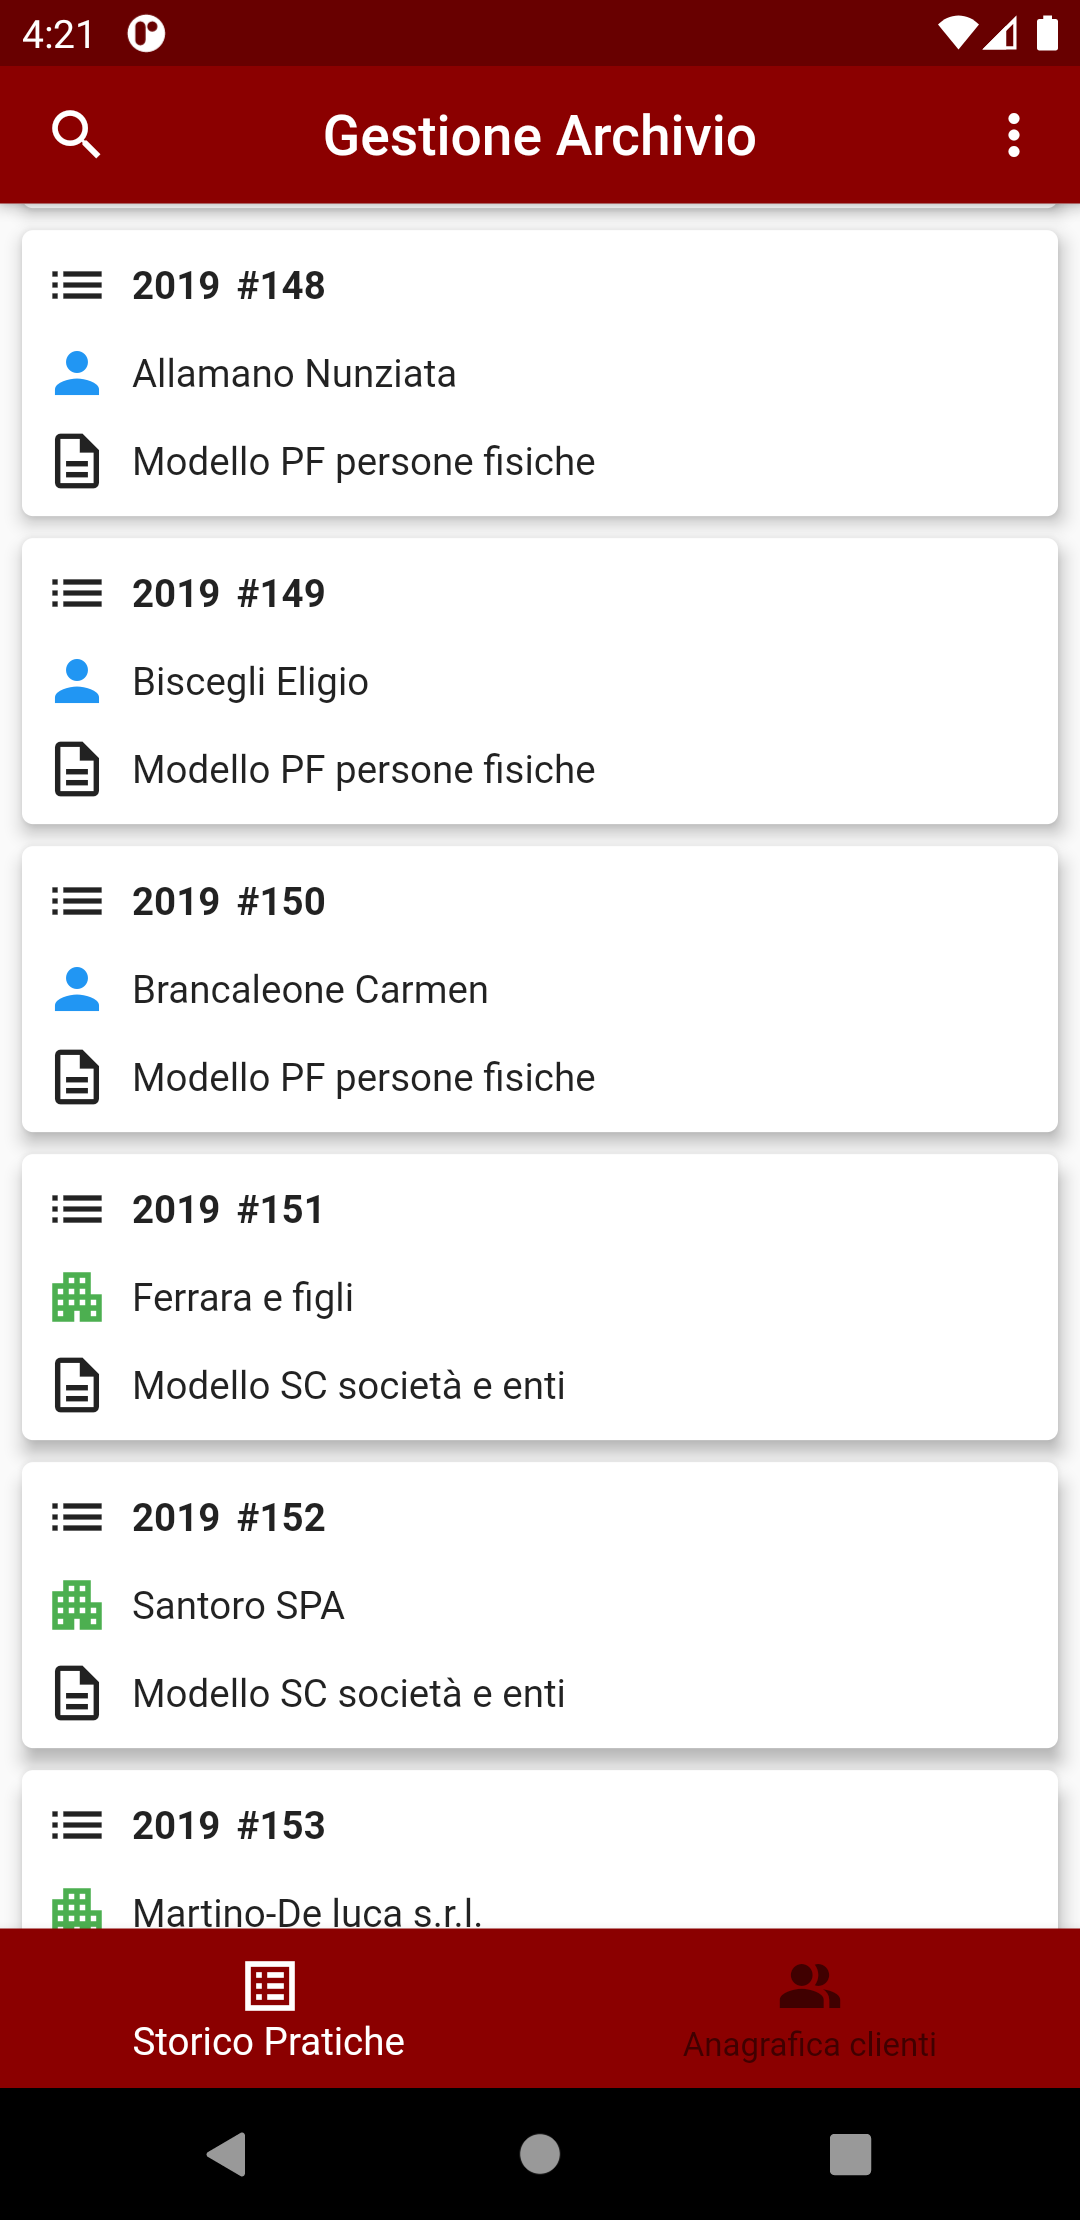 4:21
Gestione Archivio
2019 #148
Allamano Nunziata
Modello PF persone fisiche
2019 #149
Biscegli Eligio
Modello PF persone fisiche
2019 #150
Brancaleone Carmen
Modello PF persone fisiche
2019 #151
Ferrara e figli
Modello SC società e enti
2019 #152
Santoro SPA
Modello SC società e enti
2019 #153
Martino-De luca s.r.l.
Storico Pratiche
Anagrafica clienti